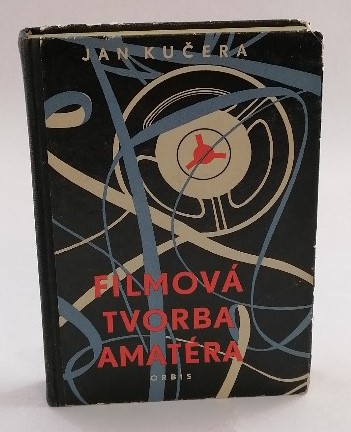 JAN KUČERA
FILMOVÁ
TVORBA
AMATÉRA
ORBIS